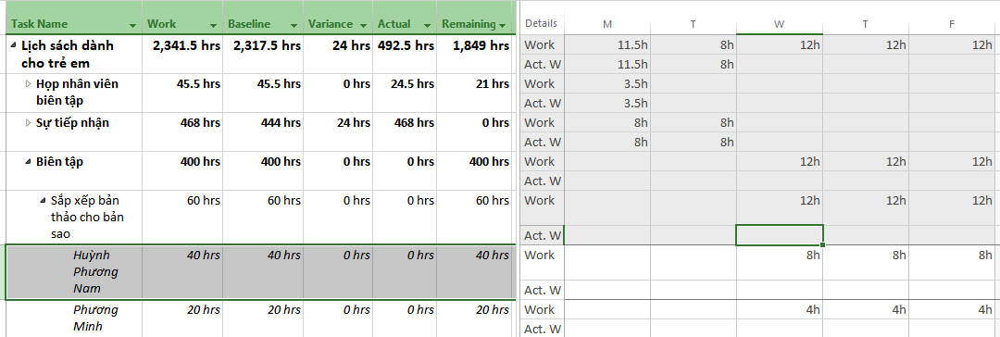 Task Name Work Baseline Variance Actual Remaining Details M T W T F
Lịch sách dành 2,341.5 hrs 2,317.5 hrs 24 hrs 492.5 hrs 1,849 hrs Work 11.5h 8h 12h 12h 12h
cho trẻ em Act. W 11.5h 8h
Họp nhân viên 45.5 hrs 45.5 hrs 0 hrs 24.5 hrs 21 hrs Work 3.5h
biên tập Act. W 3.5h
Sự tiếp nhận 468 hrs 444 hrs 24 hrs 468 hrs 0 hrs Work 8h 8h
Act. W 8h 8h
Biên tập 400 hrs 400 hrs 0 hrs 0 hrs 400 hrs Work 12h 12h 12h
Act. W
Sắp xếp bản 60 hrs 60 hrs 0 hrs 0 hrs 60 hrs Work 12h 12h 12h
thảo cho bản
sao Act. W
Huỳnh 40 hrs 40 hrs 0 hrs 0 hrs 40 hrs Work 8h 8h 8h
Phương
Nam Act. W
Phương 20 hrs 20 hrs 0 hrs 0 hrs 20 hrs Work 4h 4h 4h
Minh Act. W